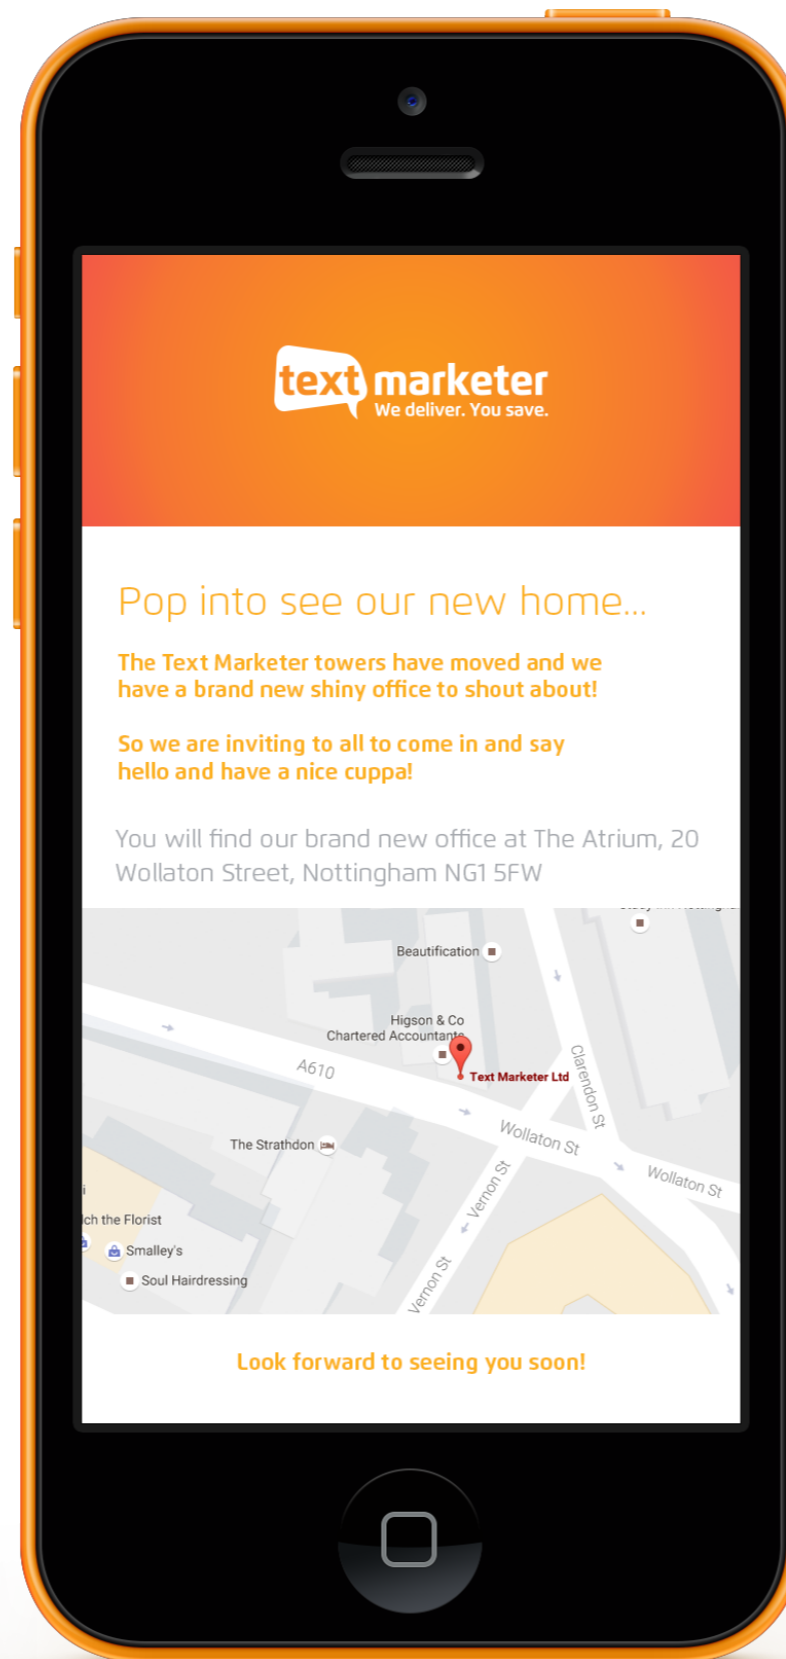 text marketer
We deliver. You save.
Pop into see our new home...
The Text Marketer towers have moved and we
have a brand new shiny office to shout about!
So we are inviting to all to come in and say
hello and have a nice cuppa!
You will find our brand new office at The Atrium, 20
Wollaton Street, Nottingham NG1 5FW
Beautification
Higson & Co
Chartered Accountants
A610
Text Marketer Ltd
Clarendon St
The Strathdon
Wollaton St
Wollaton St
Vernon St
the Florist
Smalley's
Soul Hairdressing
Vernon St
Look forward to seeing you soon!